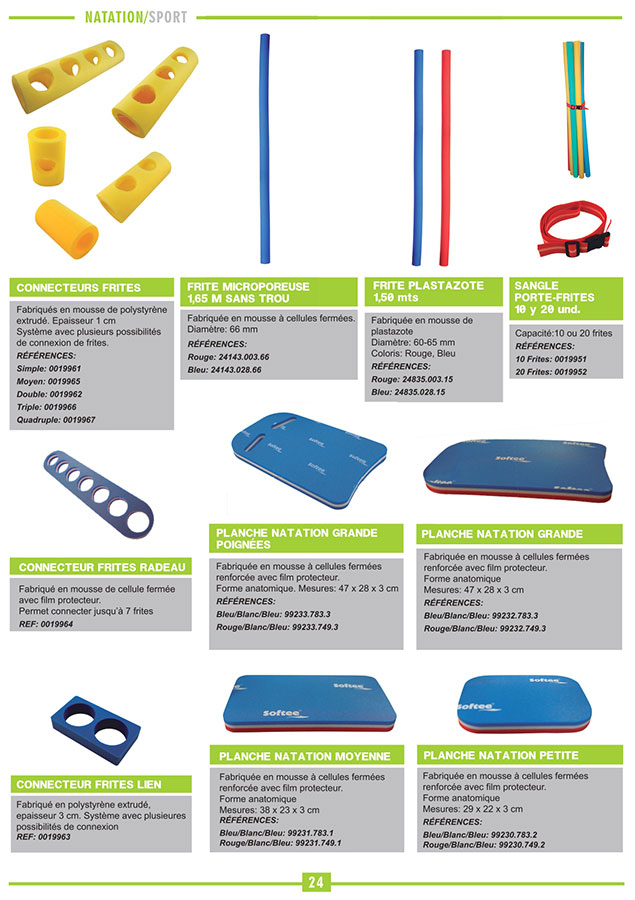 NATATION/SPORT
CONNECTEURS FRITES
Fabriqués en mousse de polystyrène
extrudé. Epaisseur 1 cm
Système avec plusieurs possibilités
de connexion de frites.
RÉFÉRENCES:
Simple: 0019961
Moyen: 0019965
Double: 0019962
Triple: 0019966
Quadruple: 0019967
FRITE MICROPOREUSE
1,65 M SANS TROU
Fabriquée en mousse à cellules fermées.
Diamètre: 66 mm
RÉFÉRENCES:
Rouge: 24143.003.66
Bleu: 24143.028.66
FRITE PLASTAZOTE
1,50 mts
Fabriquée en mousse de
plastazote
Diamètre: 60-65 mm
Coloris: Rouge, Bleu
RÉFÉRENCES:
Rouge: 24835.003.15
Bleu: 24835.028.15
SANGLE
PORTE-FRITES
10 y 20 und.
Capacité:10 ou 20 frites
RÉFÉRENCES:
10 Frites: 0019951
20 Frites: 0019952
CONNECTEUR FRITES RADEAU
Fabriqué en mousse de cellule fermée
avec film protecteur.
Permet connecter jusqu'à 7 frites
REF: 0019964
softee
PLANCHE NATATION GRANDE
POIGNÉES
Fabriquée en mousse à cellules fermées
renforcée avec film protecteur.
Forme anatomique. Mesures: 47 x 28 x 3 cm
RÉFÉRENCES:
Bleu/Blanc/Bleu: 99233.783.3
Rouge/Blanc/Bleu: 99233.749.3
softee
softee
PLANCHE NATATION GRANDE
Fabriquée en mousse à cellules fermées
renforcée avec film protecteur.
Forme anatomique
Mesures: 47 x 28 x 3 cm
RÉFÉRENCES:
Bleu/Blanc/Bleu: 99232.783.3
Rouge/Blanc/Bleu: 99232.749.3
CONNECTEUR FRITES LIEN
Fabriqué en polystyrène extrudé,
epaisseur 3 cm. Système avec plusieures
possibilités de connexion
REF: 0019963
softee
PLANCHE NATATION MOYENNE
Fabriquée en mousse à cellules fermées
renforcée avec film protecteur.
Forme anatomique
Mesures: 38 x 23 x 3 cm
RÉFÉRENCES:
Bleu/Blanc/Bleu: 99231.783.1
Rouge/Blanc/Bleu: 99231.749.1
softee
PLANCHE NATATION PETITE
Fabriquée en mousse à cellules fermées
renforcée avec film protecteur.
Forme anatomique
Mesures: 29 x 22 x 3 cm
RÉFÉRENCES:
Bleu/Blanc/Bleu: 99230.783.2
Rouge/Blanc/Bleu: 99230.749.2
24